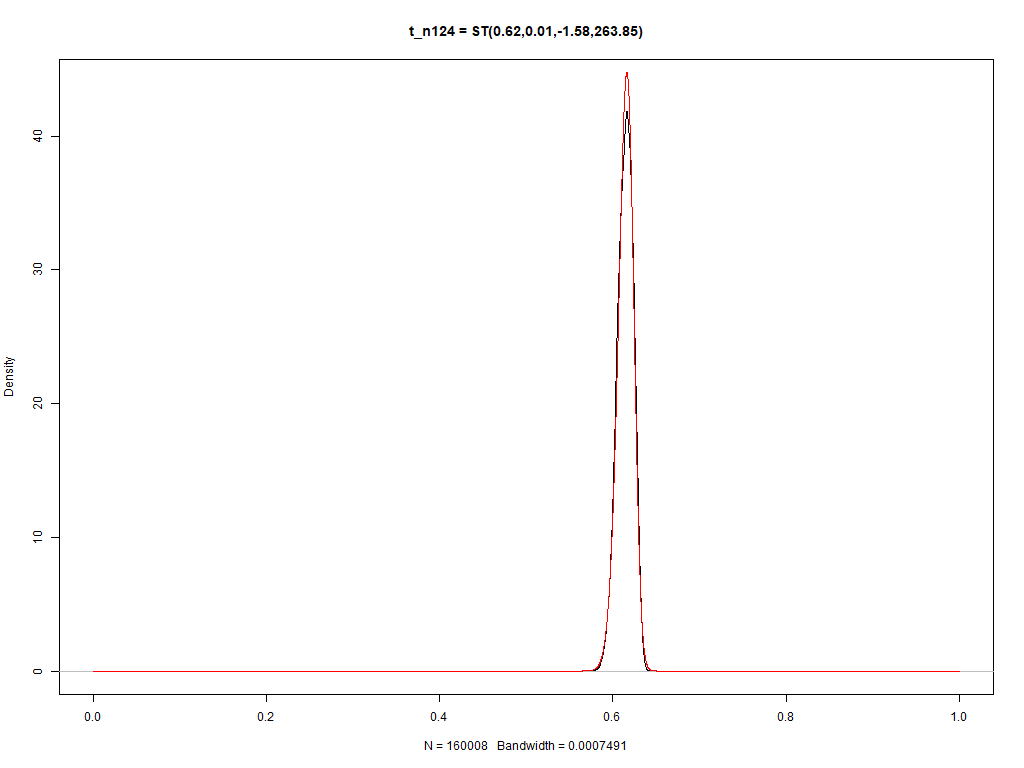 t_n124 = ST(0.62,0.01,-1.58,263.85)
Density
40
30
20
10
0
0.0 0.2 0.4 0.6 0.8 1.0
N = 160008 Bandwidth = 0.0007491